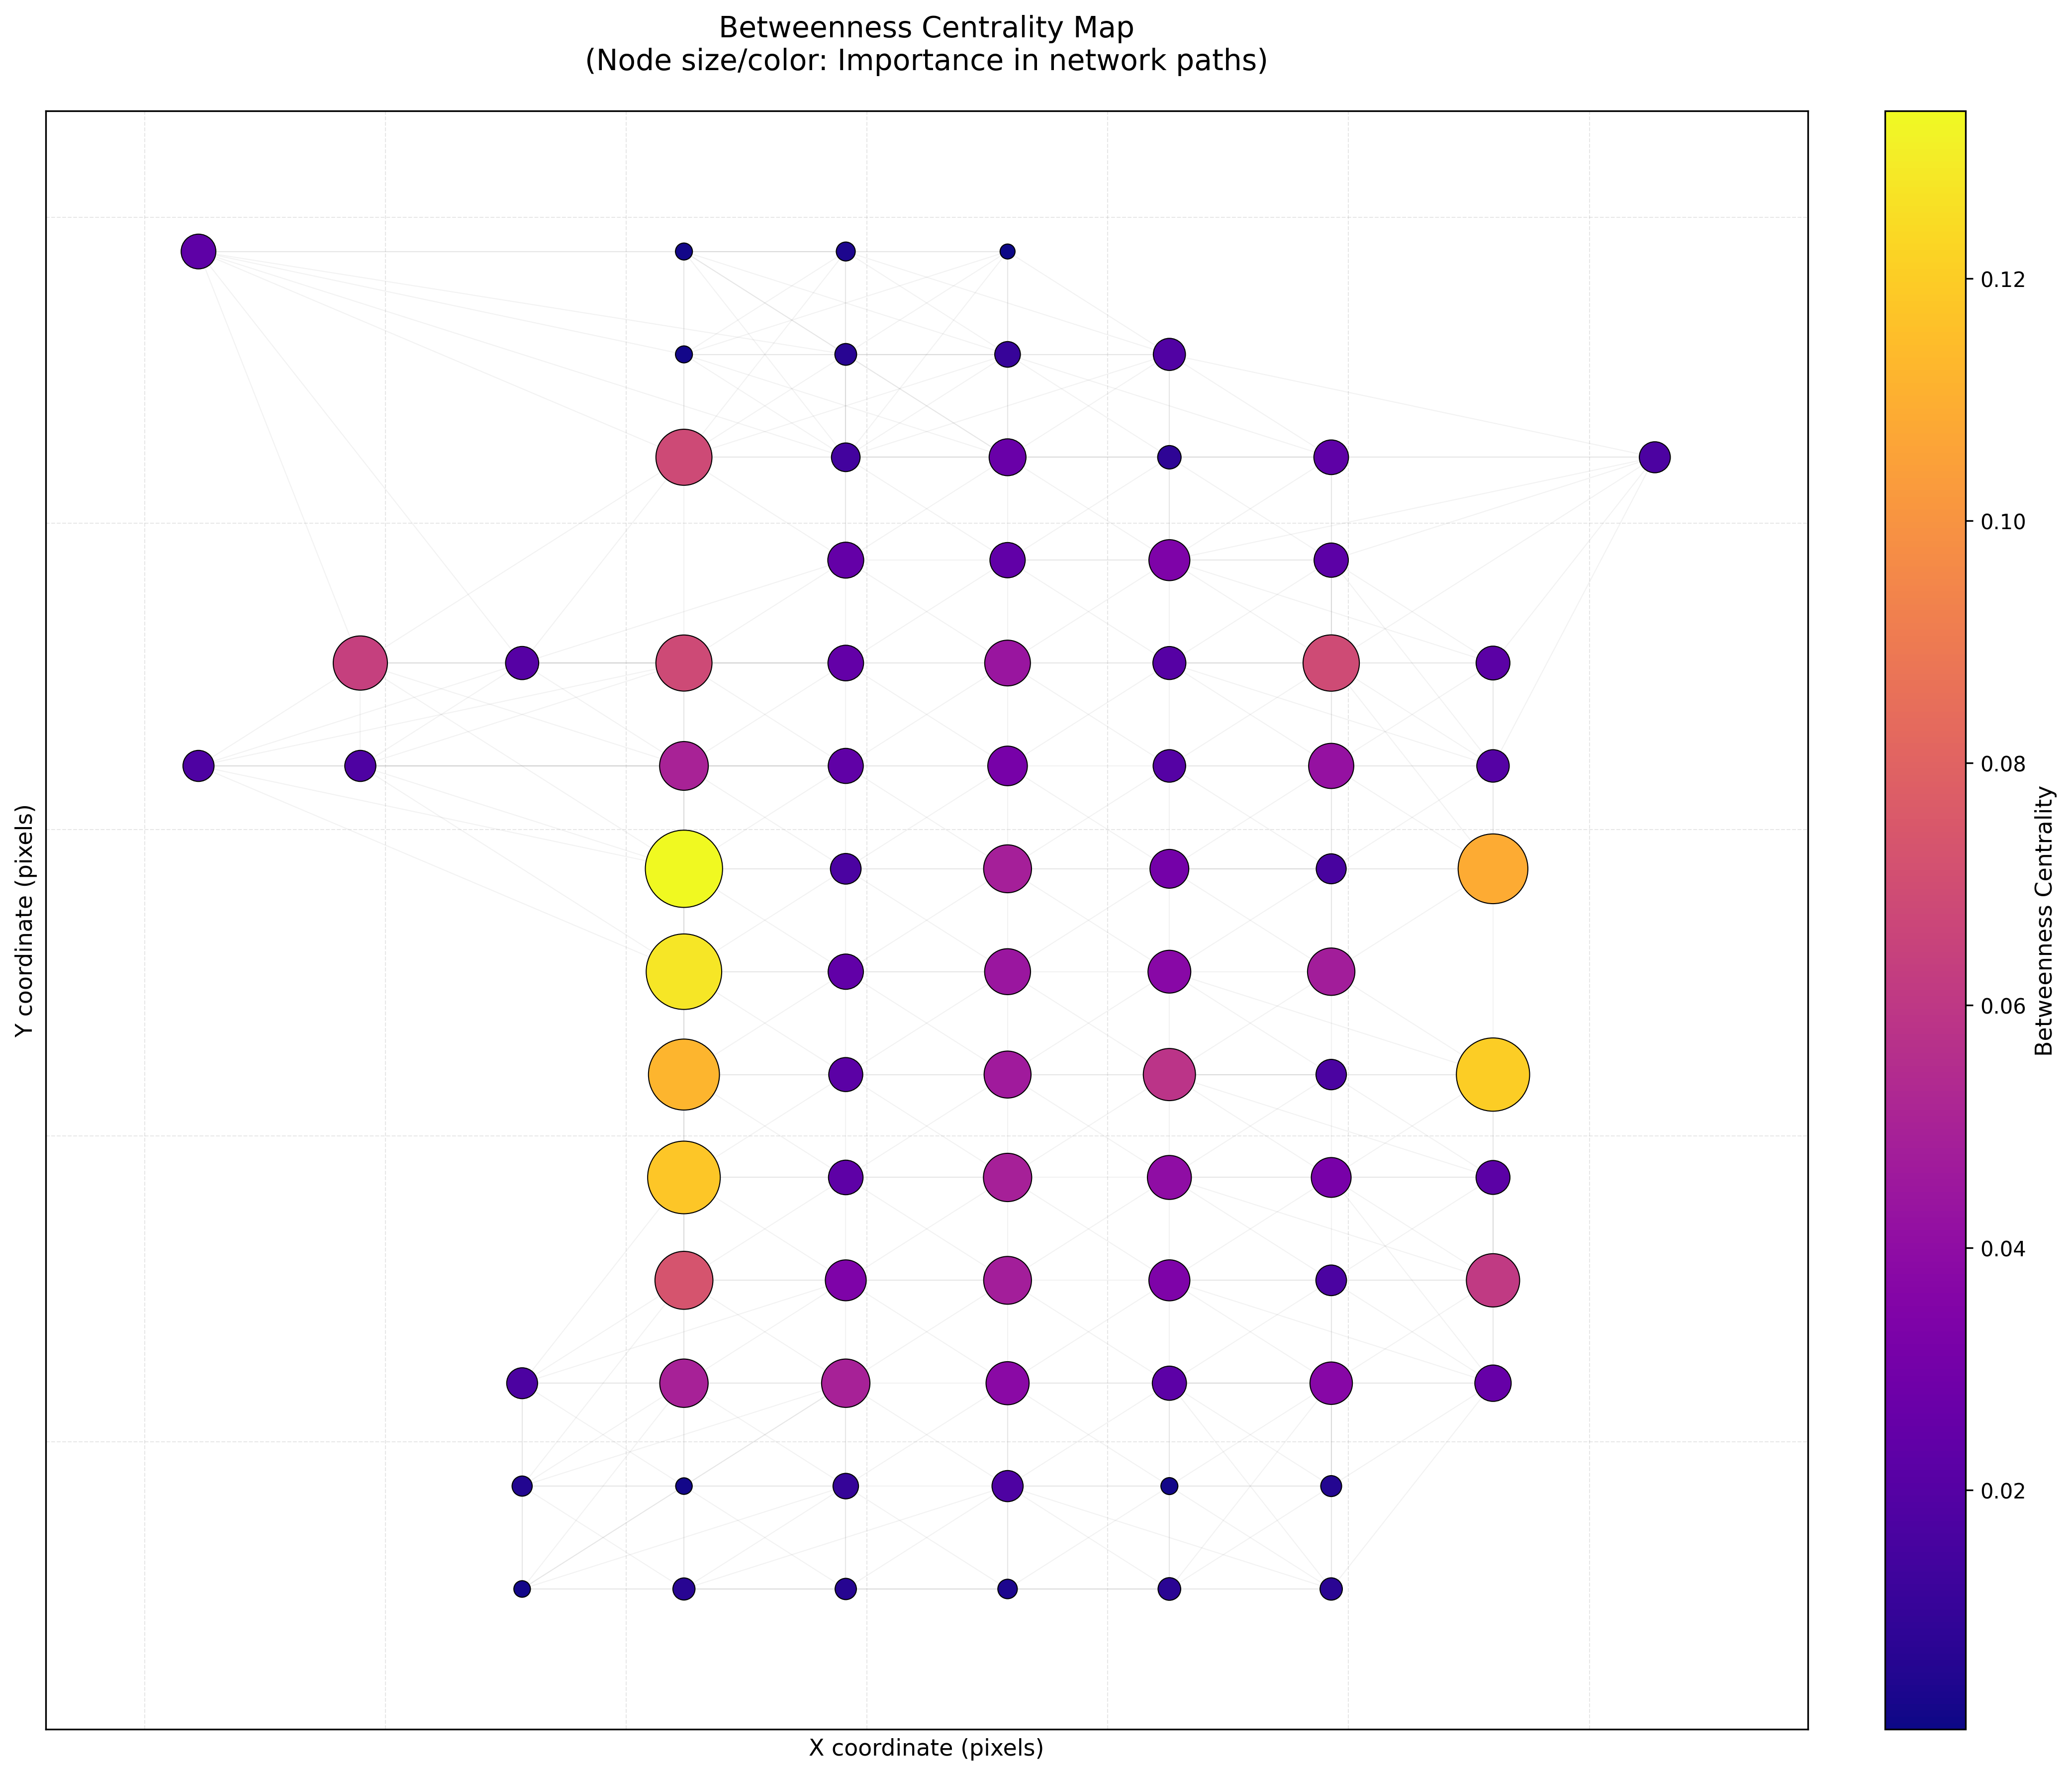 Betweenness Centrality Map
(Node size/color: Importance in network paths)
Y coordinate (pixels)
X coordinate (pixels)
0.12
0.10
0.08
0.06
0.04
0.02
Betweenness Centrality